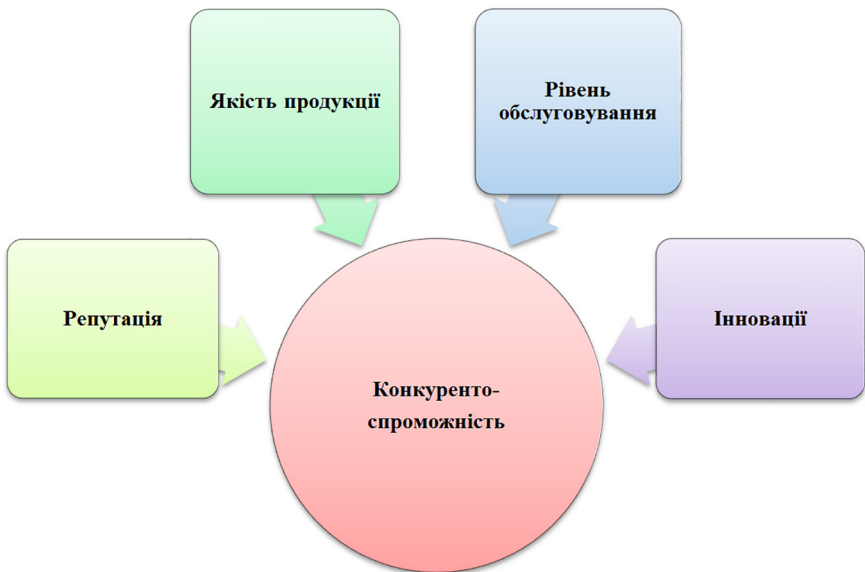 Якість продукції
Рівень
обслуговування
Репутація
Інновації
Конкуренто-
спроможність